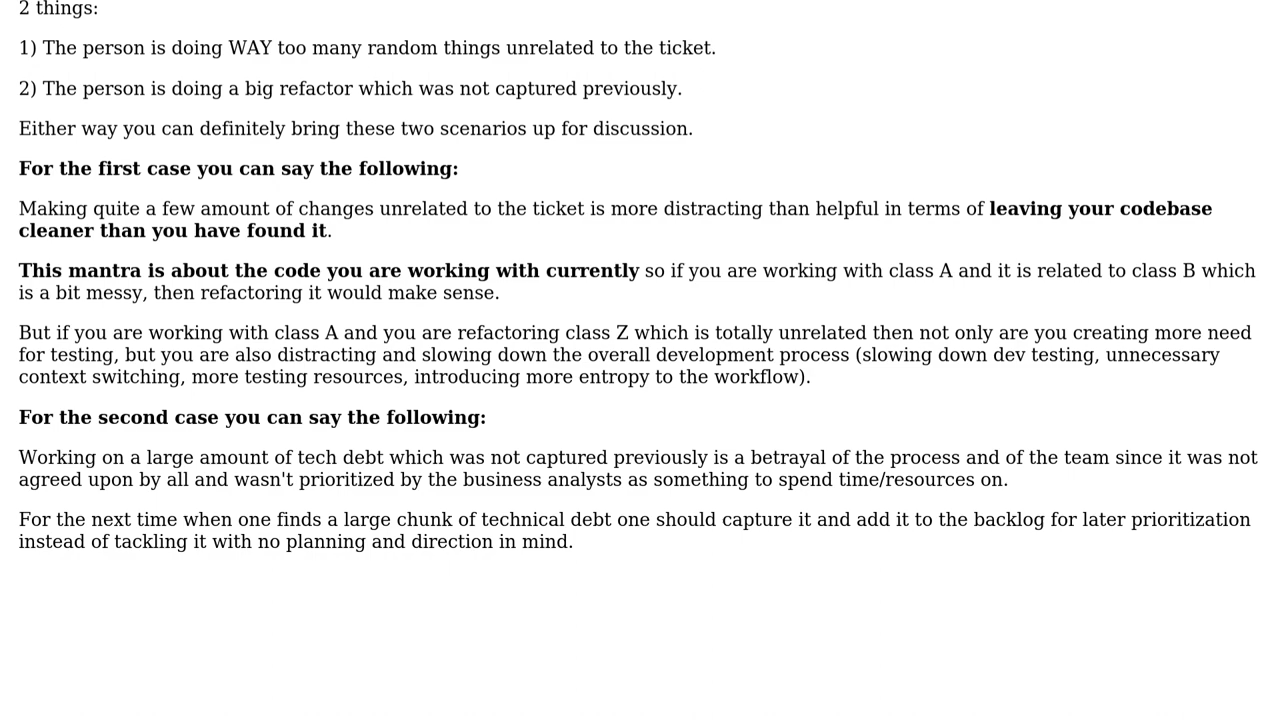 2 things:
1) The person is doing WAY too many random things unrelated to the ticket.
2) The person is doing a big refactor which was not captured previously.
Either way you can definitely bring these two scenarios up for discussion.
For the first case you can say the following:
Making quite a few amount of changes unrelated to the ticket is more distracting than helpful in terms of leaving your codebase
cleaner than you have found it.
This mantra is about the code you are working with currently so if you are working with class A and it is related to class B which
is a bit messy, then refactoring it would make sense.
But if you are working with class A and you are refactoring class Z which is totally unrelated then not only are you creating more need
for testing, but you are also distracting and slowing down the overall development process (slowing down dev testing, unnecessary
context switching, more testing resources, introducing more entropy to the workflow).
For the second case you can say the following:
Working on a large amount of tech debt which was not captured previously is a betrayal of the process and of the team since it was not
agreed upon by all and wasn't prioritized by the business analysts as something to spend time/resources on.
For the next time when one finds a large chunk of technical debt one should capture it and add it to the backlog for later prioritization
instead of tackling it with no planning and direction in mind.